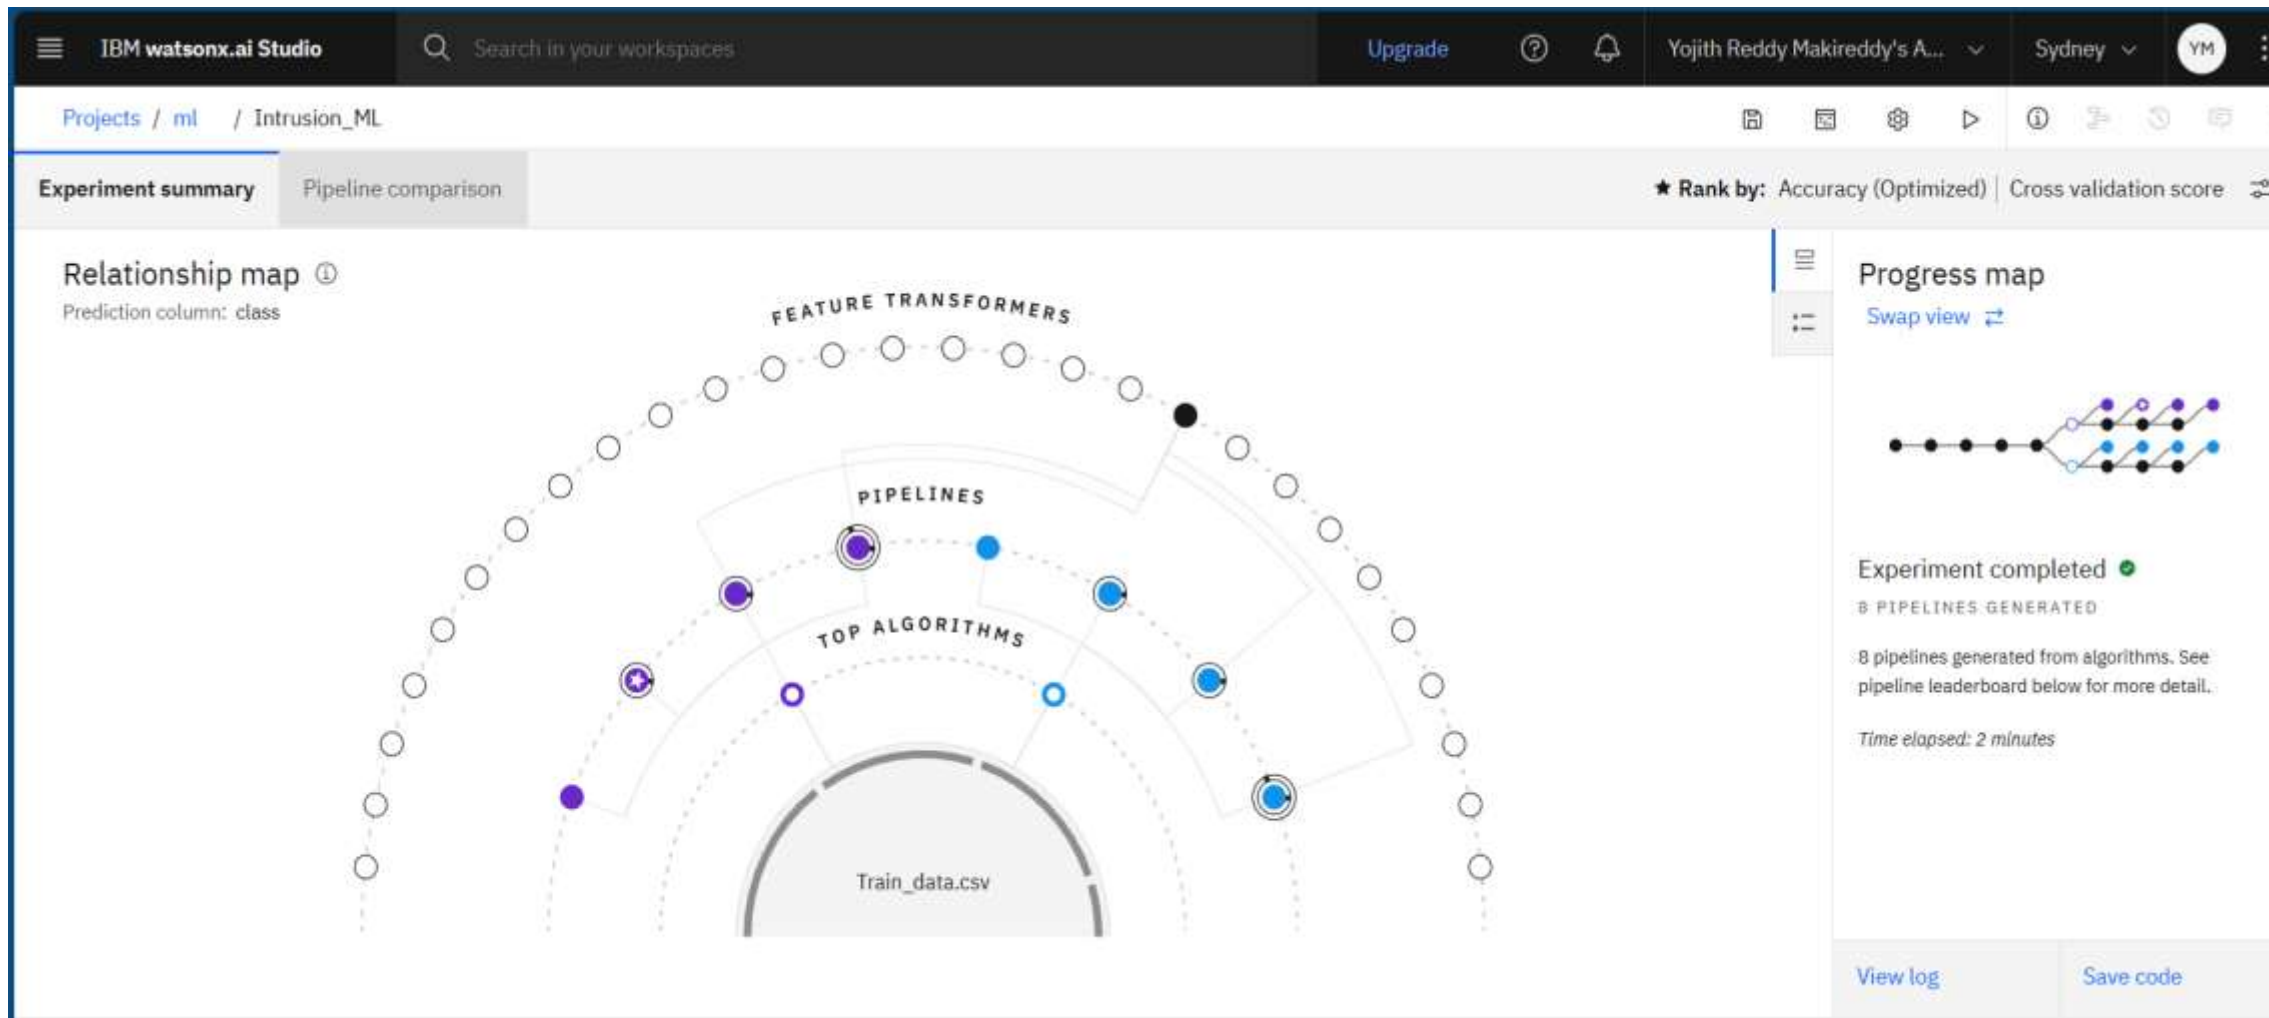 IBM watsonx.ai Studio
Search in your workspaces
Upgrade
Yojith Reddy Makireddy's A...
Sydney
YM
Projects / ml / Intrusion_ML
Experiment summary
Pipeline comparison
Rank by: Accuracy (Optimized) | Cross validation score
Relationship map
Prediction column: class
FEATURE TRANSFORMERS
PIPELINES
TOP ALGORITHMS
Train_data.csv
Progress map
Swap view
Experiment completed
8 PIPELINES GENERATED
8 pipelines generated from algorithms. See
pipeline leaderboard below for more detail.
Time elapsed: 2 minutes
View log
Save code